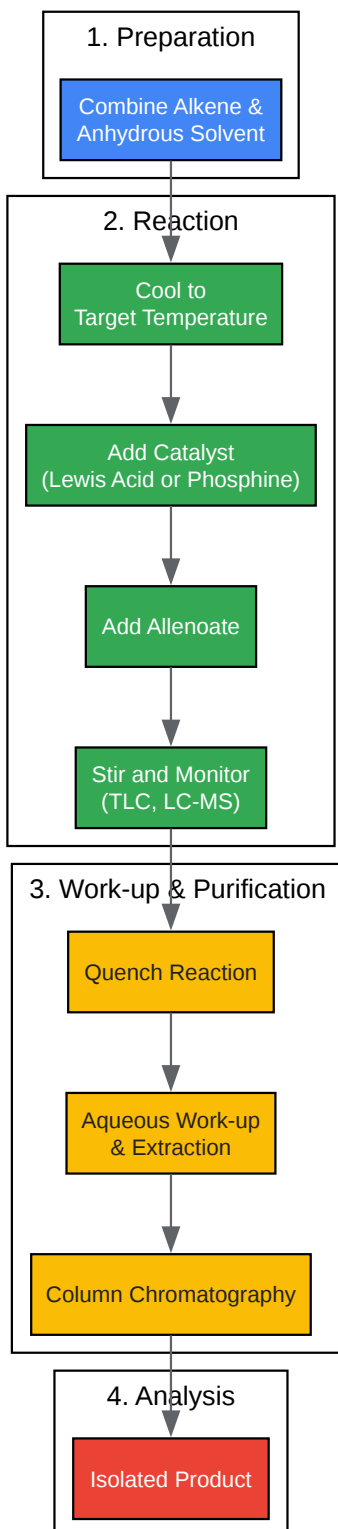 1. Preparation
Combine Alkene &
Anhydrous Solvent
2. Reaction
Cool to
Target Temperature
Add Catalyst
(Lewis Acid or Phosphine)
Add Allenoate
Stir and Monitor
(TLC, LC-MS)
3. Work-up & Purification
Quench Reaction
Aqueous Work-up
& Extraction
Column Chromatography
4. Analysis
Isolated Product